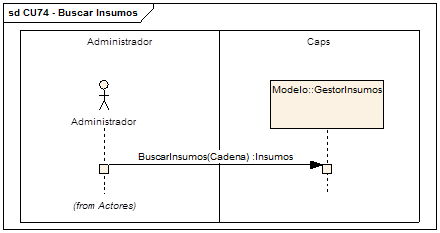 sd CU74 - Buscar Insumos
Administrador
Caps
Modelo::GestorInsumos
Administrador
BuscarInsumos(Cadena) :Insumos
(from Actores)